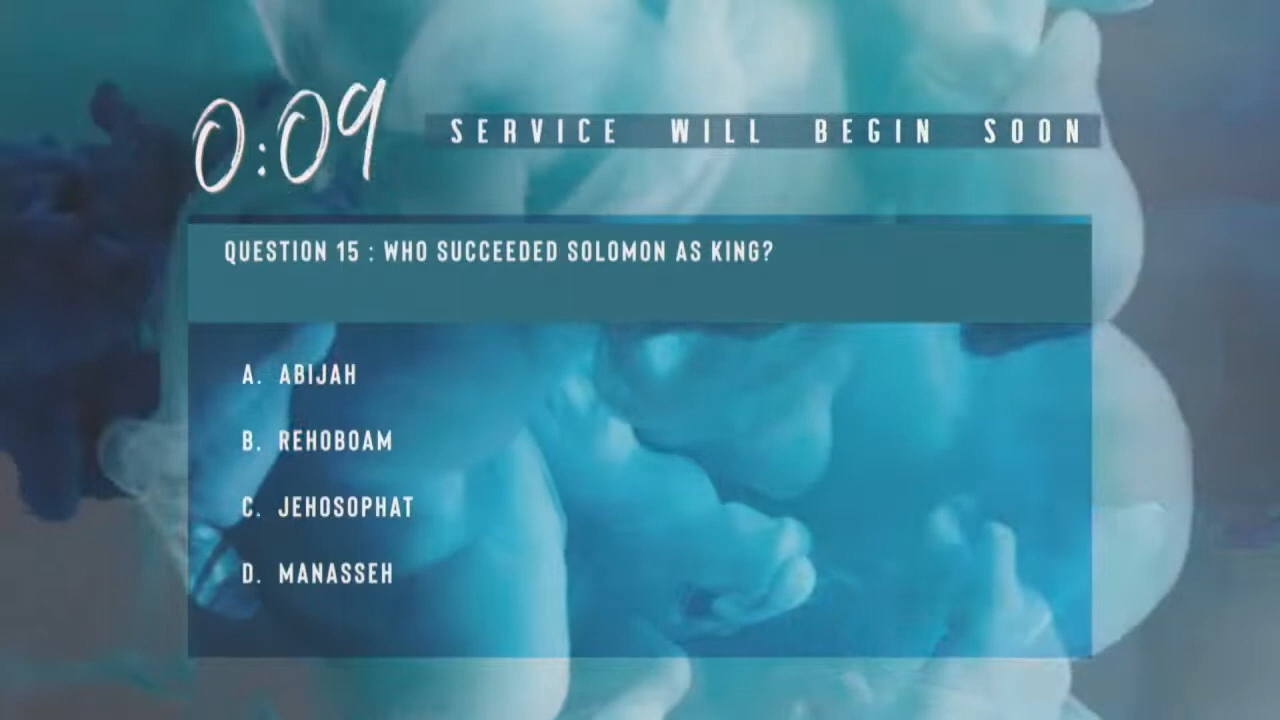 0:09
SERVICE WILL BEGIN SOON
QUESTION 15 : WHO SUCCEEDED SOLOMON AS KING?
A. ABIJAH
B. REHOBOAM
C. JEHOSOPHAT
D. MANASSEH